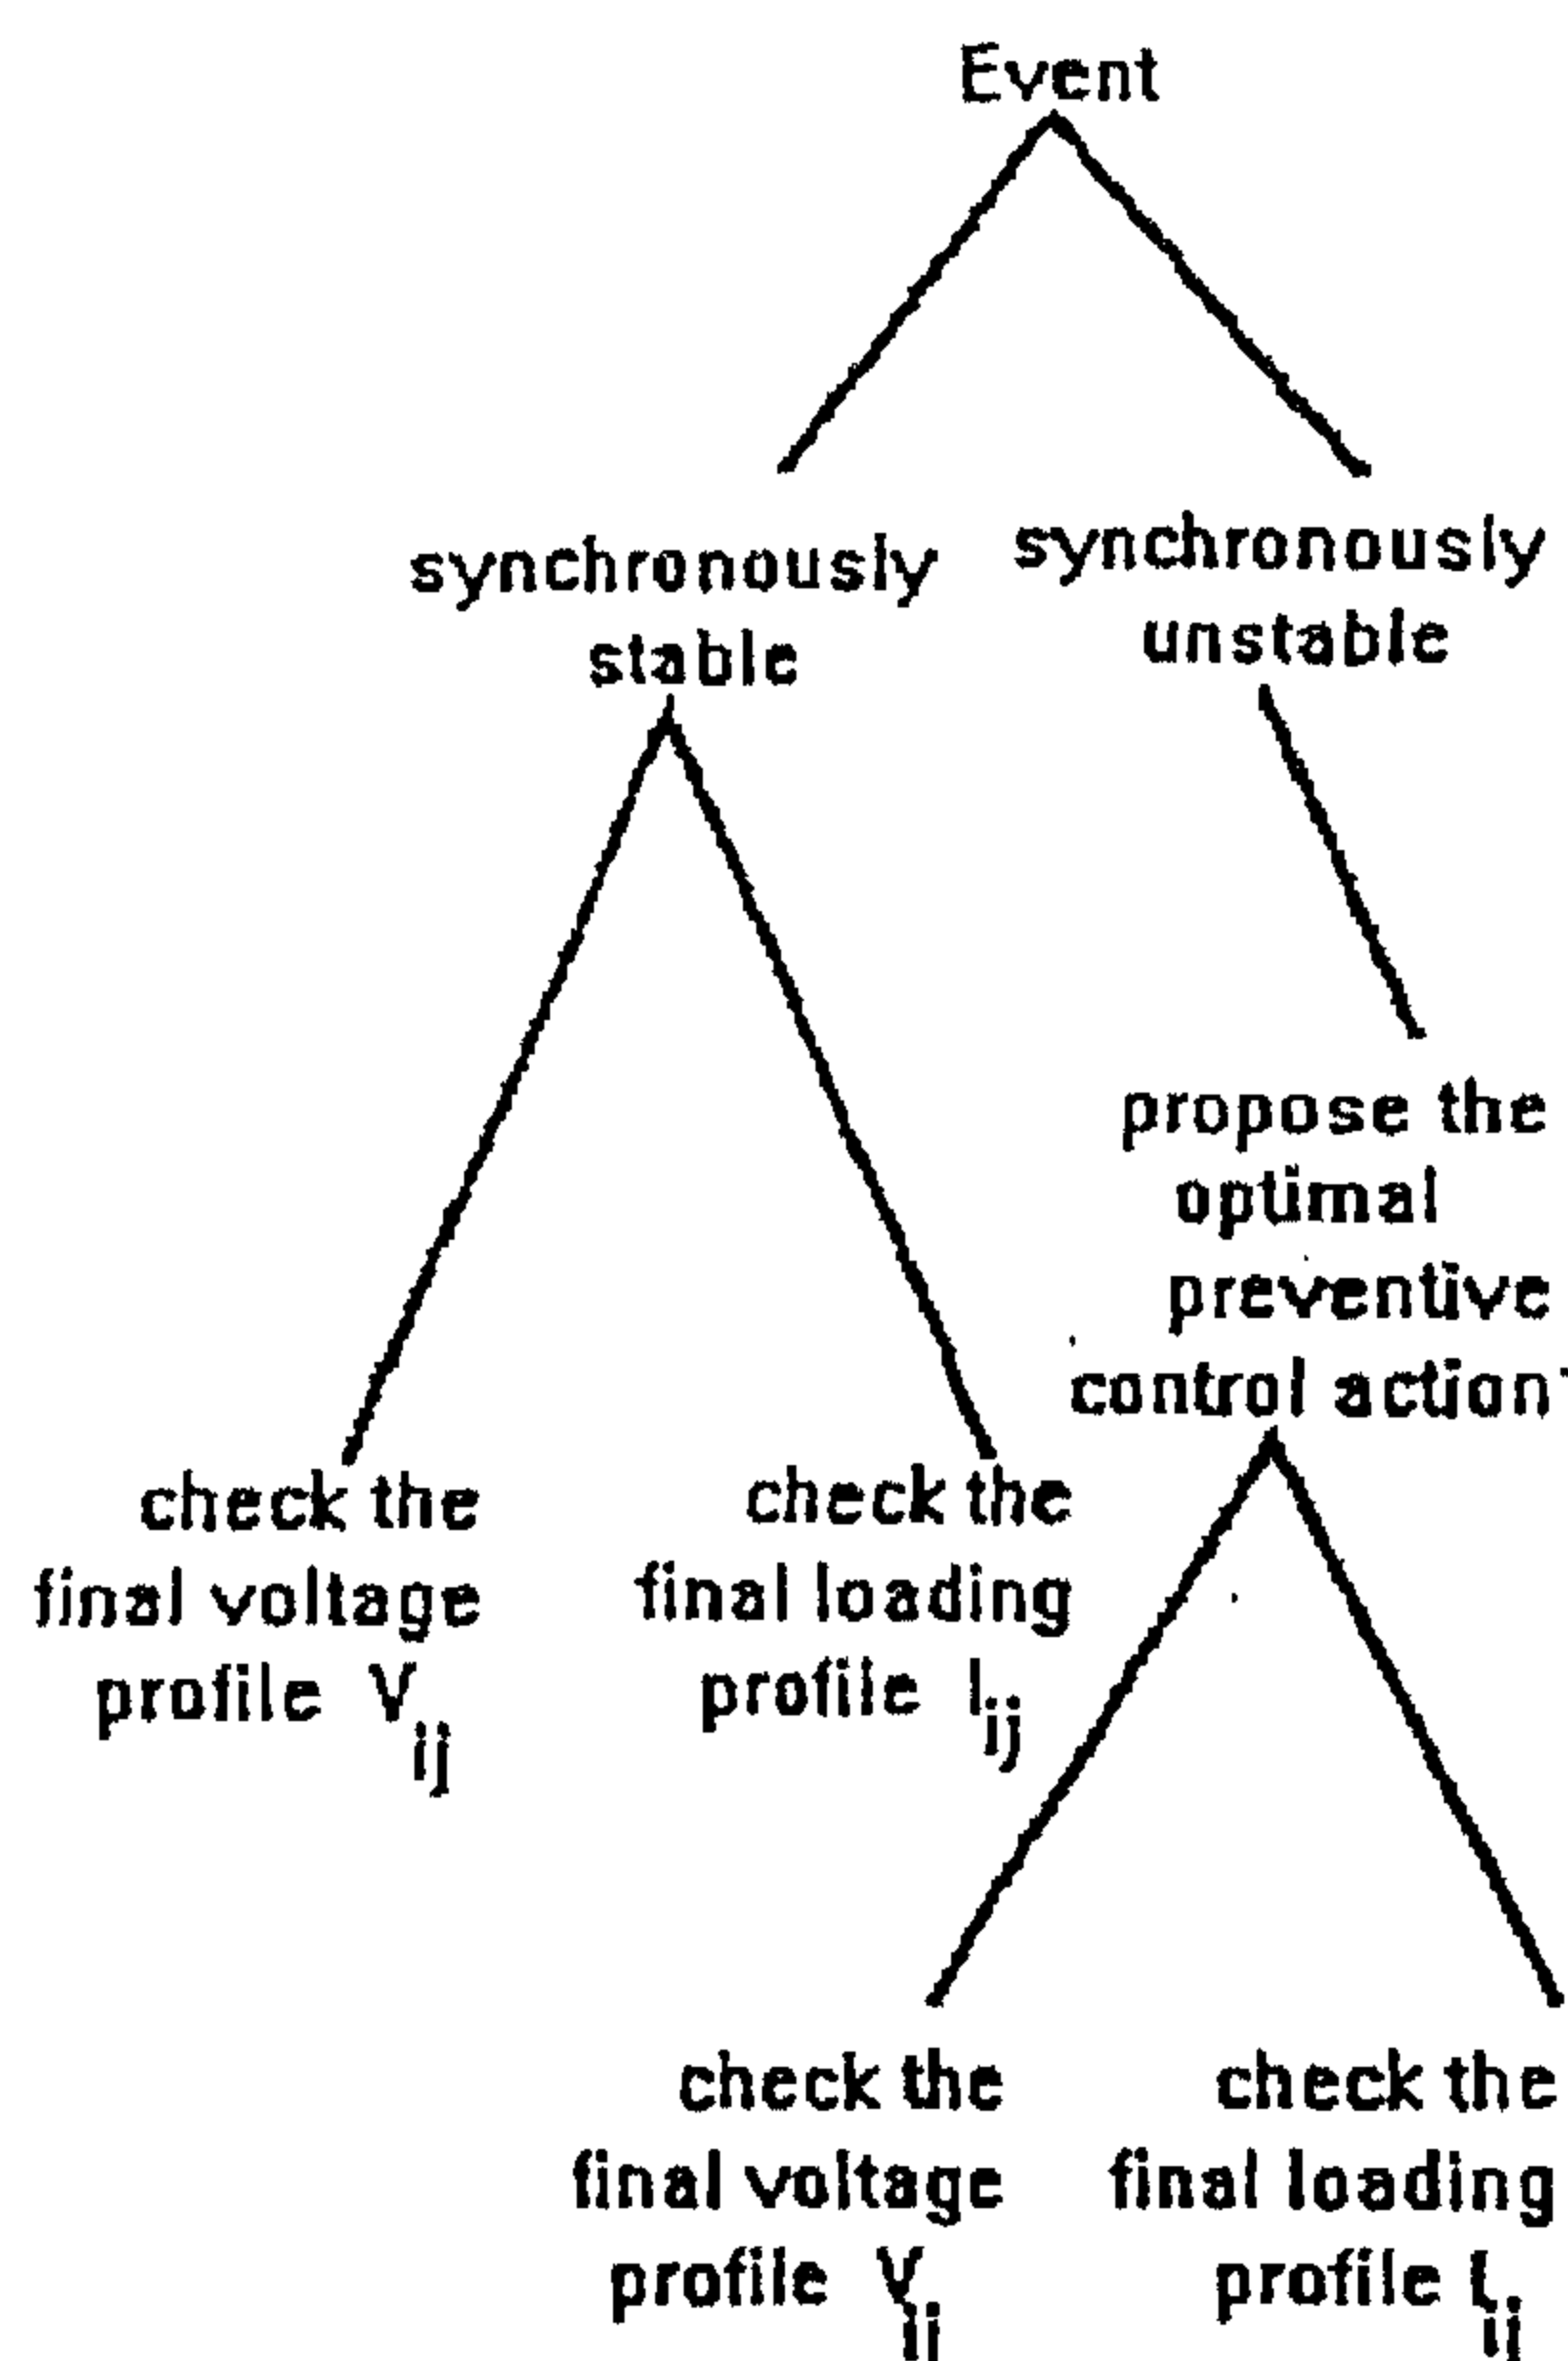 Event
synchronously
stable
synchronously
unstable
propose the
optimal
preventive
control action
check the
final voltage
profile V
ij
check the
final loading
profile I
ij
check the
final voltage
profile V
ij
check the
final loading
profile I
ij